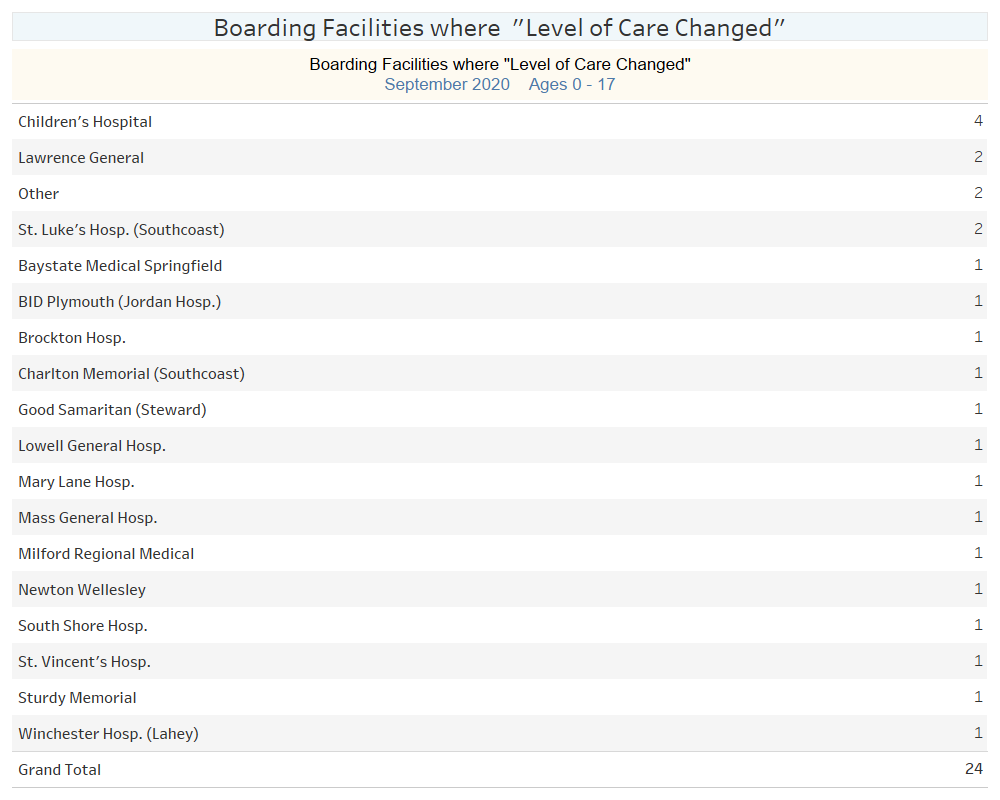 Boarding Facilities where "Level of Care Changed"
Boarding Facilities where "Level of Care Changed"
September 2020 Ages 0 - 17
Children's Hospital 4
Lawrence General 2
Other 2
St. Luke's Hosp. (Southcoast) 2
Baystate Medical Springfield 1
BID Plymouth (Jordan Hosp.) 1
Brockton Hosp. 1
Charlton Memorial (Southcoast) 1
Good Samaritan (Steward) 1
Lowell General Hosp. 1
Mary Lane Hosp. 1
Mass General Hosp. 1
Milford Regional Medical 1
Newton Wellesley 1
South Shore Hosp. 1
St. Vincent's Hosp. 1
Sturdy Memorial 1
Winchester Hosp. (Lahey) 1
Grand Total 24